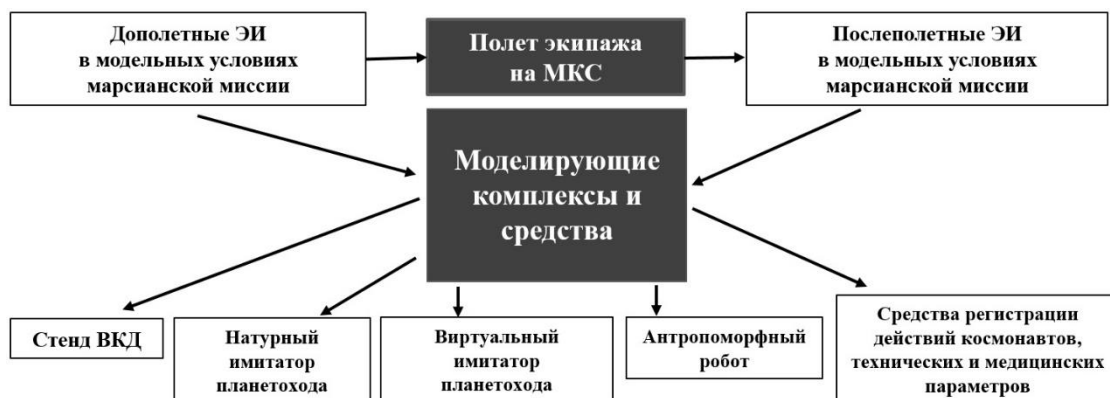 Дополетные ЭИ
в модельных условиях
марсианской миссии
Полет экипажа
на МКС
Послеполетные ЭИ
в модельных условиях
марсианской миссии
Моделирующие
комплексы и
средства
Стенд ВКД
Натурный
имитатор
планетохода
Виртуальный
имитатор
планетохода
Антропоморфный
робот
Средства регистрации
действий космонавтов,
технических и медицинских
параметров